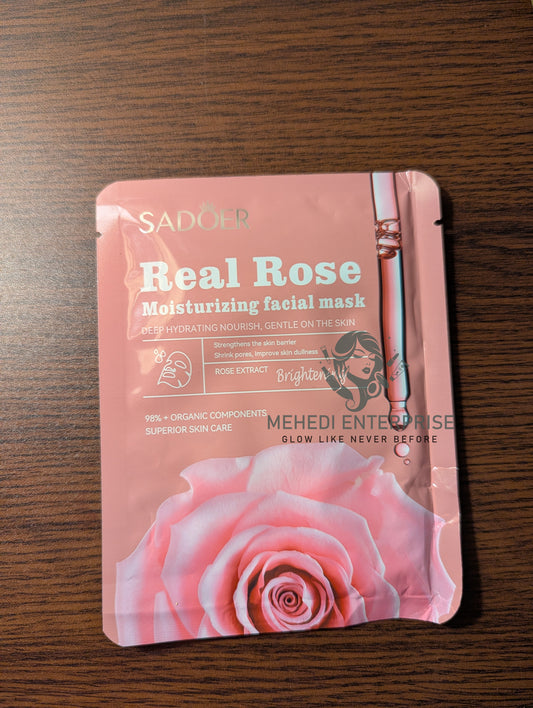 SADOER
Real Rose
Moisturizing facial mask
DEEP HYDRATING NOURISH, GENTLE ON THE SKIN
Strengthens the skin barrier
Shrink pores, improve skin dullness
ROSE EXTRACT
98% + ORGANIC COMPONENTS
SUPERIOR SKIN CARE
MEHEDI ENTERPRISE
GLOW LIKE NEVER BEFORE